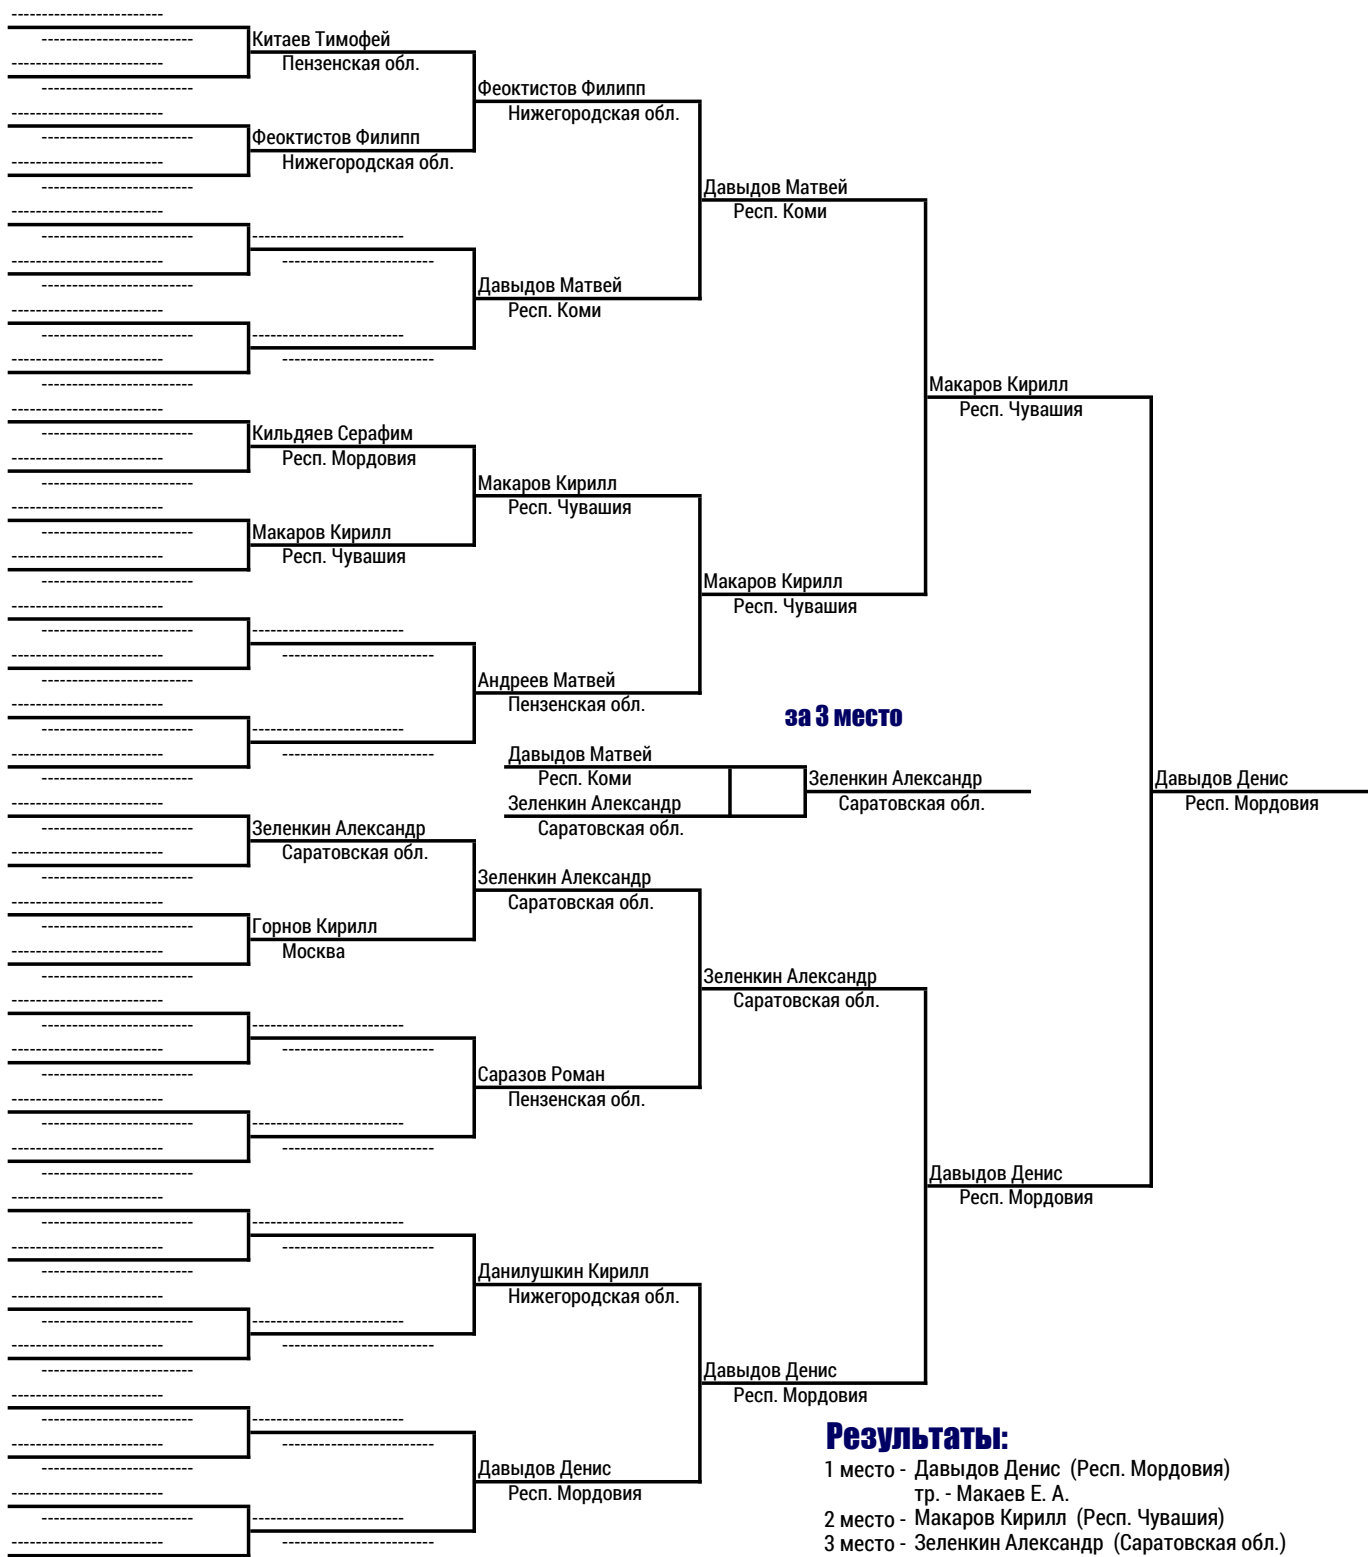 Китаев Тимофей
Пензенская обл.
Феоктистов Филипп
Нижегородская обл.
Феоктистов Филипп
Нижегородская обл.
Давыдов Матвей
Респ. Коми
Давыдов Матвей
Респ. Коми
Макаров Кирилл
Респ. Чувашия
Кильдяев Серафим
Респ. Мордовия
Макаров Кирилл
Респ. Чувашия
Макаров Кирилл
Респ. Чувашия
Макаров Кирилл
Респ. Чувашия
Андреев Матвей
Пензенская обл.
за 3 место
Давыдов Матвей
Респ. Коми
Зеленкин Александр
Саратовская обл.
Зеленкин Александр
Саратовская обл.
Давыдов Денис
Респ. Мордовия
Зеленкин Александр
Саратовская обл.
Зеленкин Александр
Саратовская обл.
Горнов Кирилл
Москва
Зеленкин Александр
Саратовская обл.
Саразов Роман
Пензенская обл.
Давыдов Денис
Респ. Мордовия
Данилушкин Кирилл
Нижегородская обл.
Давыдов Денис
Респ. Мордовия
Давыдов Денис
Респ. Мордовия
Результаты:
1 место - Давыдов Денис (Респ. Мордовия)
тр. - Макаев Е. А.
2 место - Макаров Кирилл (Респ. Чувашия)
3 место - Зеленкин Александр (Саратовская обл.)